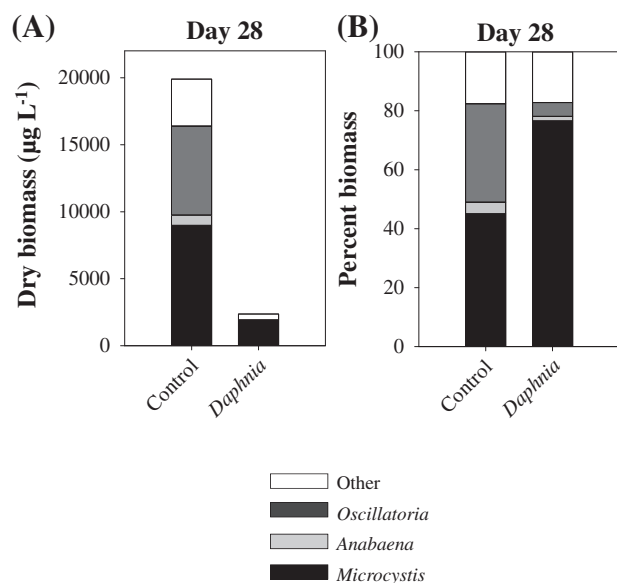 (A)
Day 28
Dry biomass (µg L-1)
20000
15000
10000
5000
0
Control
Daphnia
(B)
Day 28
Percent biomass
100
80
60
40
20
0
Control
Daphnia
Other
Oscillatoria
Anabaena
Microcystis